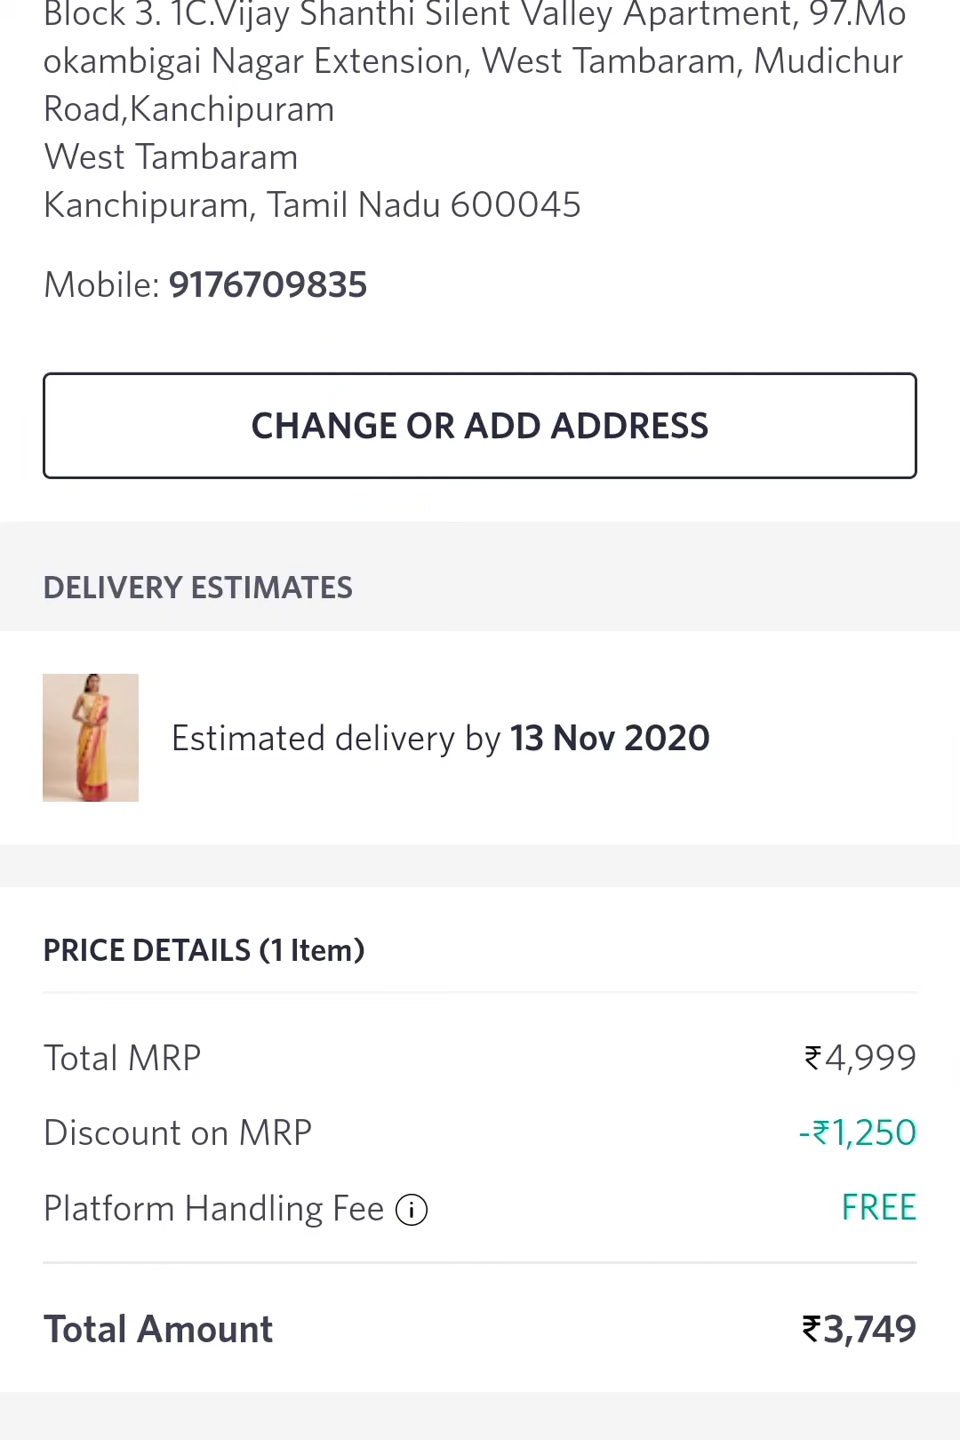 Block 3. 1C.Vijay Shanthi Silent Valley Apartment, 97.Mo
okambigai Nagar Extension, West Tambaram, Mudichur
Road,Kanchipuram
West Tambaram
Kanchipuram, Tamil Nadu 600045
Mobile: 9176709835
CHANGE OR ADD ADDRESS
DELIVERY ESTIMATES
Estimated delivery by 13 Nov 2020
PRICE DETAILS (1 Item)
Total MRP ₹4,999
Discount on MRP -₹1,250
Platform Handling Fee i FREE
Total Amount ₹3,749